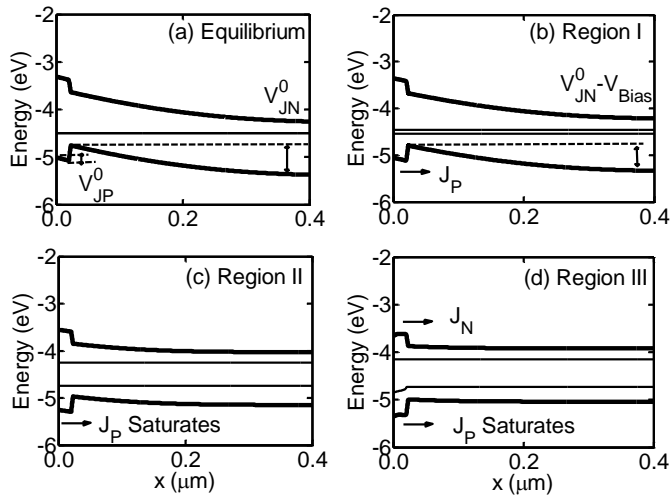 (a) Equilibrium
Energy (eV)
-2
-3
-4
-5
-6
V⁰JN
V⁰JP
0.0 0.2 0.4
(b) Region I
Energy (eV)
-2
-3
-4
-5
-6
V⁰JN-VBias
JP
0.0 0.2 0.4
(c) Region II
Energy (eV)
-2
-3
-4
-5
-6
JP Saturates
0.0 0.2 0.4
x (μm)
(d) Region III
Energy (eV)
-2
-3
-4
-5
-6
JN
JP Saturates
0.0 0.2 0.4
x (μm)